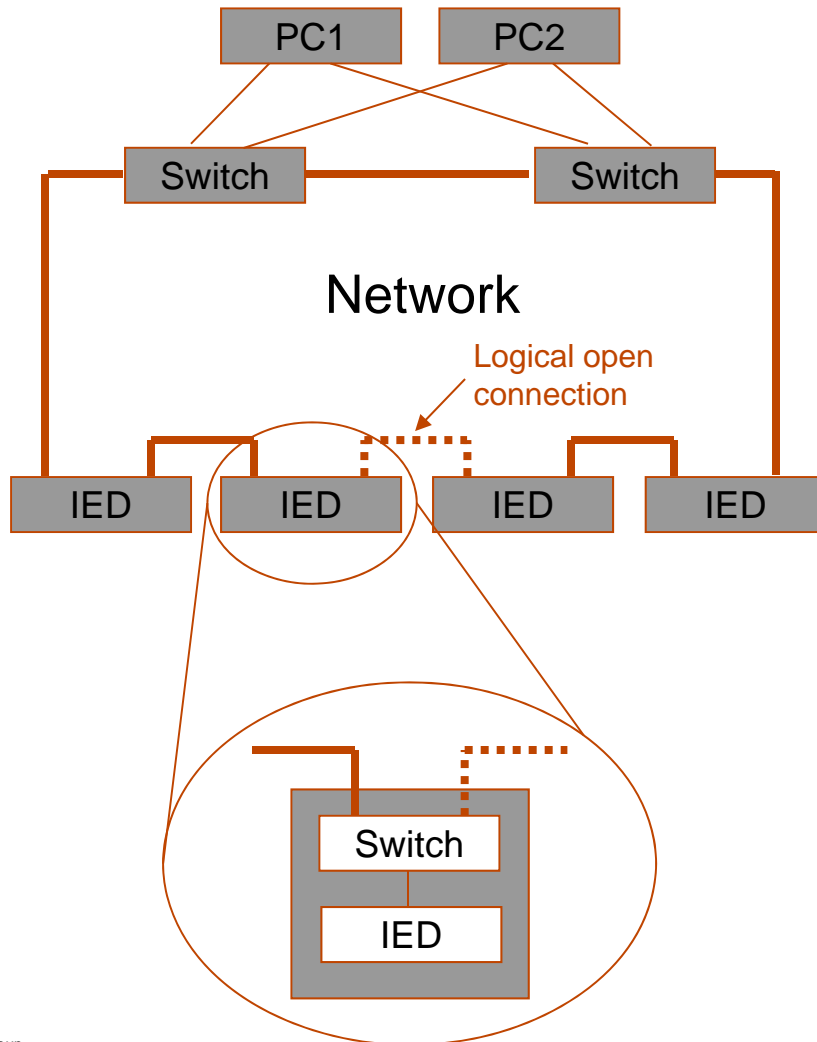 PC1
PC2
Switch
Switch
Network
Logical open
connection
IED
IED
IED
IED
Switch
IED